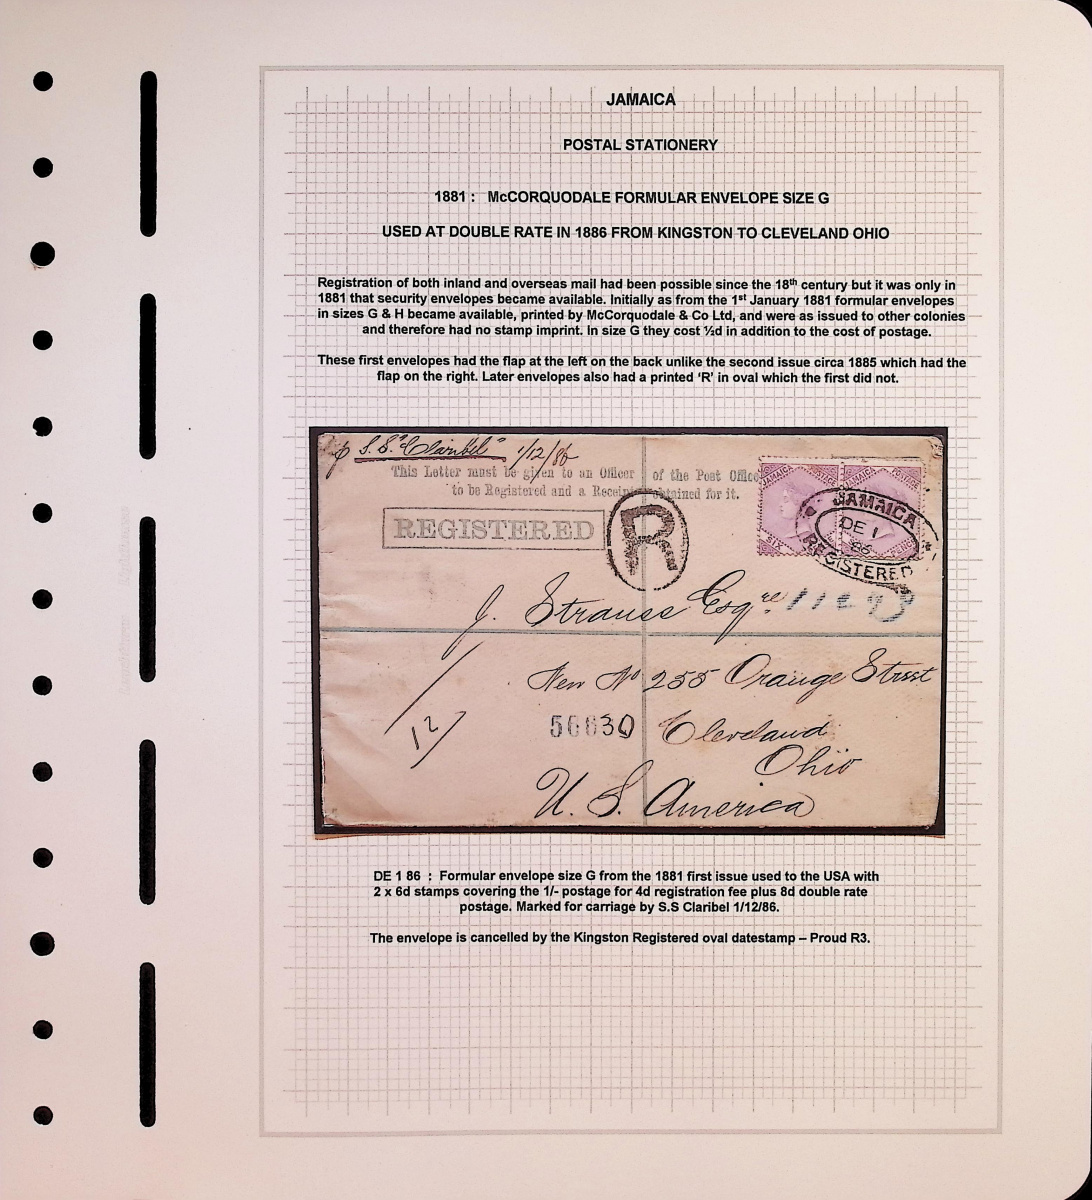 JAMAICA
POSTAL STATIONERY
1881 : McCORQUODALE FORMULAR ENVELOPE SIZE G
USED AT DOUBLE RATE IN 1886 FROM KINGSTON TO CLEVELAND OHIO
Registration of both inland and overseas mail had been possible since the 18th century but it was only in
1881 that security envelopes became available. Initially as from the 1st January 1881 formular envelopes
in sizes G & H became available, printed by McCorquodale & Co Ltd, and were as issued to other colonies
and therefore had no stamp imprint. In size G they cost ½d in addition to the cost of postage.
These first envelopes had the flap at the left on the back unlike the second issue circa 1885 which had the
flap on the right. Later envelopes also had a printed ‘R’ in oval which the first did not.
p S.S. "Claribel" 1/12/86
This Letter must be given to an Officer of the Post Office
to be Registered and a Receipt obtained for it.
REGISTERED
R
JAMAICA POSTAGE
JAMAICA POSTAGE
SIX
JAMAICA
DE 1
86
REGISTERED
J. Strauss Esqre
New No 255 Orange Street
56630 Cleveland
12
Ohio
U. S. America
DE 1 86 : Formular envelope size G from the 1881 first issue used to the USA with
2 x 6d stamps covering the 1/- postage for 4d registration fee plus 8d double rate
postage. Marked for carriage by S.S Claribel 1/12/86.
The envelope is cancelled by the Kingston Registered oval datestamp – Proud R3.